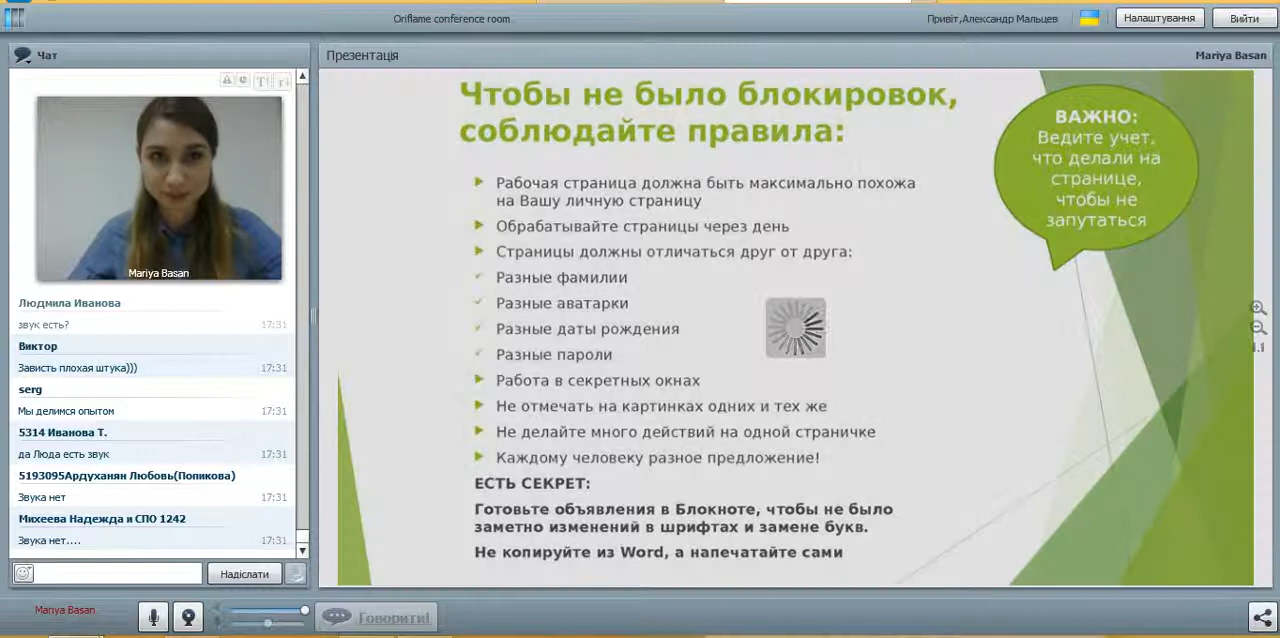 Oriflame conference room
Привіт,Александр Мальцев
Налаштування
Вийти
Чат
Mariya Basan
Людмила Иванова
звук есть?
17:31
Виктор
Зависть плохая штука)))
17:31
serg
Мы делимся опытом
17:31
5314 Иванова Т.
да Люда есть звук
17:31
5193095Ардуханян Любовь(Попикова)
Звука нет
17:31
Михеева Надежда и СПО 1242
Звука нет....
17:31
Надіслати
Презентація
Mariya Basan
Чтобы не было блокировок,
соблюдайте правила:
Рабочая страница должна быть максимально похожа
на Вашу личную страницу
Обрабатывайте страницы через день
Страницы должны отличаться друг от друга:
Разные фамилии
Разные аватарки
Разные даты рождения
Разные пароли
Работа в секретных окнах
Не отмечать на картинках одних и тех же
Не делайте много действий на одной страничке
Каждому человеку разное предложение!
ЕСТЬ СЕКРЕТ:
Готовьте объявления в Блокноте, чтобы не было
заметно изменений в шрифтах и замене букв.
Не копируйте из Word, а напечатайте сами
ВАЖНО:
Ведите учет,
что делали на
странице,
чтобы не
запутаться
1.1
Mariya Basan
Говорити!